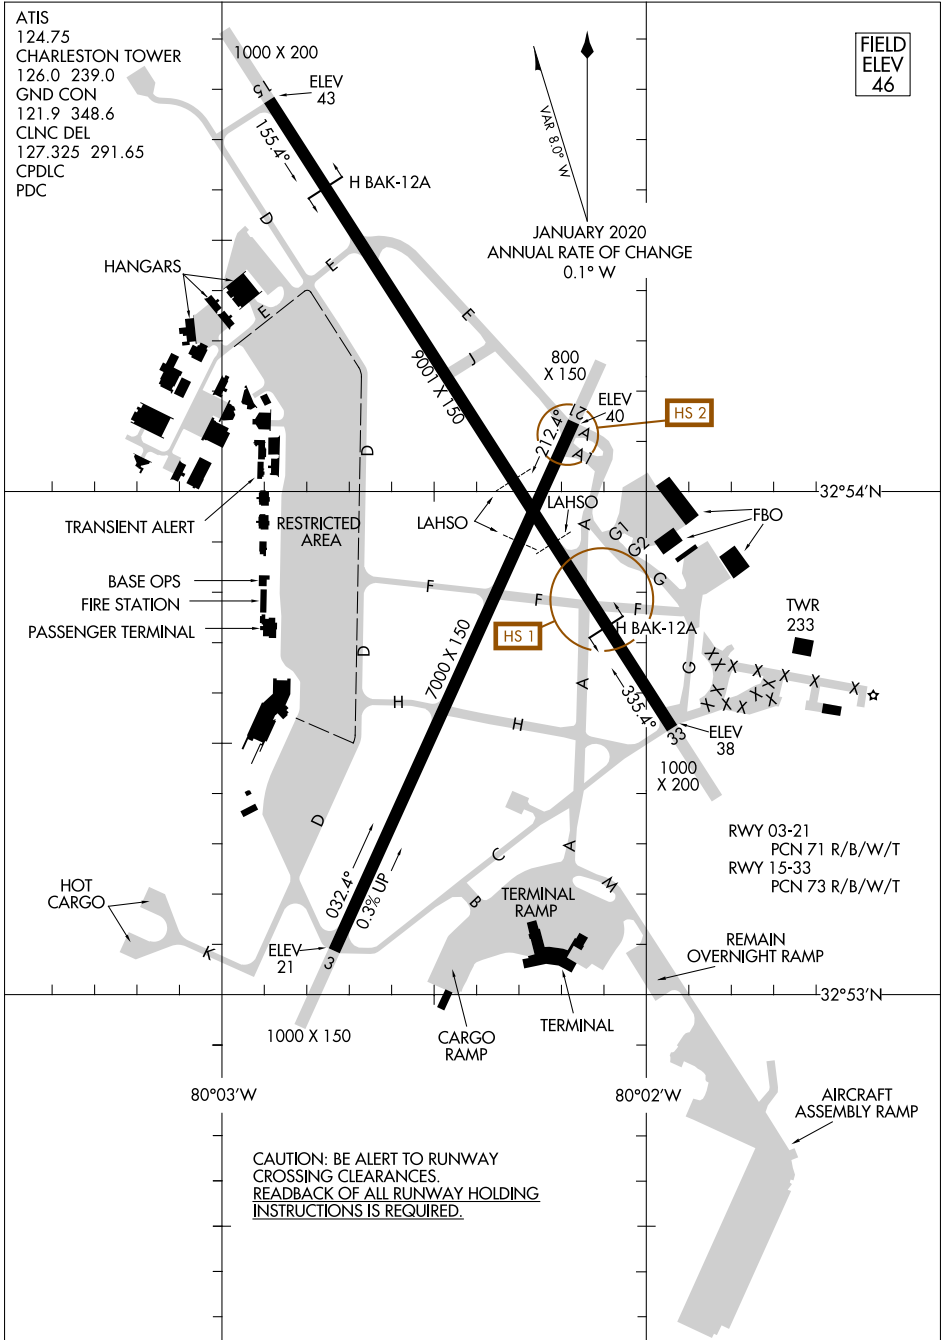 ATIS
124.75
CHARLESTON TOWER
126.0 239.0
GND CON
121.9 348.6
CLNC DEL
127.325 291.65
CPDLC
PDC
1000 X 200
15
ELEV
43
155.4°
H BAK-12A
VAR 8.0° W
JANUARY 2020
ANNUAL RATE OF CHANGE
0.1° W
FIELD
ELEV
46
D
E
HANGARS
E
E
J
9001 X 150
800
X 150
21
ELEV
40
HS 2
212.4°
A
A1
D
32°54'N
LAHSO
LAHSO
A
G1
G2
G
FBO
TRANSIENT ALERT
RESTRICTED
AREA
BASE OPS
FIRE STATION
PASSENGER TERMINAL
F
F
F
HS 1
H BAK-12A
TWR
233
D
7000 X 150
A
G
X
X
X
X
X
X
X
X
X
X
X
X
X
X
335.4°
H
H
33
ELEV
38
1000
X 200
D
C
A
M
B
RWY 03-21
PCN 71 R/B/W/T
RWY 15-33
PCN 73 R/B/W/T
HOT
CARGO
K
032.4°
0.3% UP
ELEV
21
3
TERMINAL
RAMP
REMAIN
OVERNIGHT RAMP
32°53'N
1000 X 150
CARGO
RAMP
TERMINAL
80°03'W
80°02'W
AIRCRAFT
ASSEMBLY RAMP
CAUTION: BE ALERT TO RUNWAY
CROSSING CLEARANCES.
READBACK OF ALL RUNWAY HOLDING
INSTRUCTIONS IS REQUIRED.